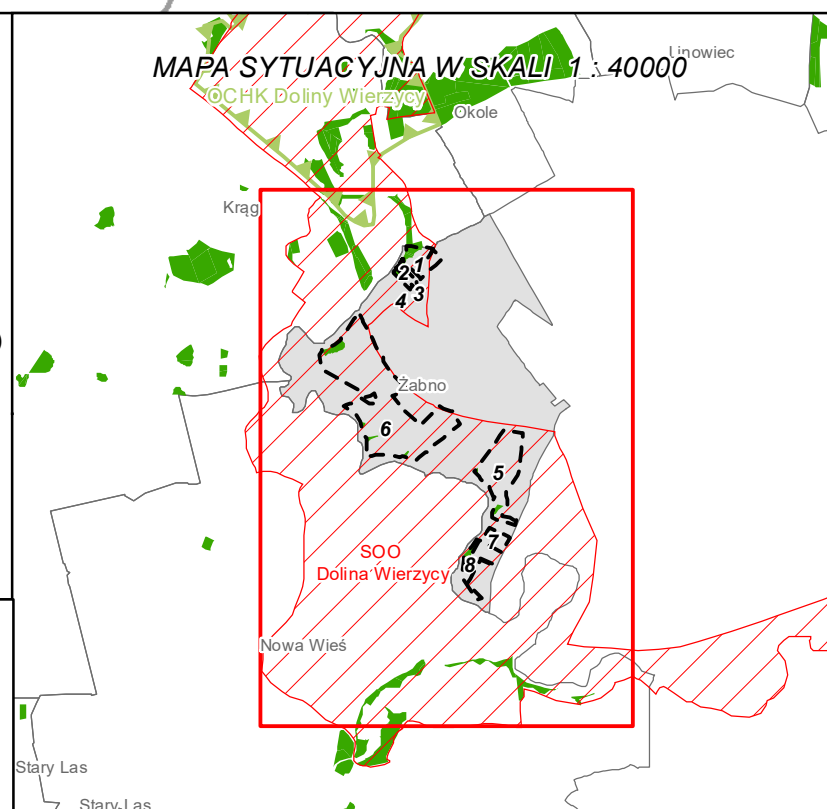 Linowiec
MAPA SYTUACYJNA W SKALI 1 : 40000
OCHK Doliny Wierzycy
Okole
Krąg
1
2
3
4
Żabno
6
5
7
8
SOO
Dolina Wierzycy
Nowa Wieś
Stary Las
Stary Las